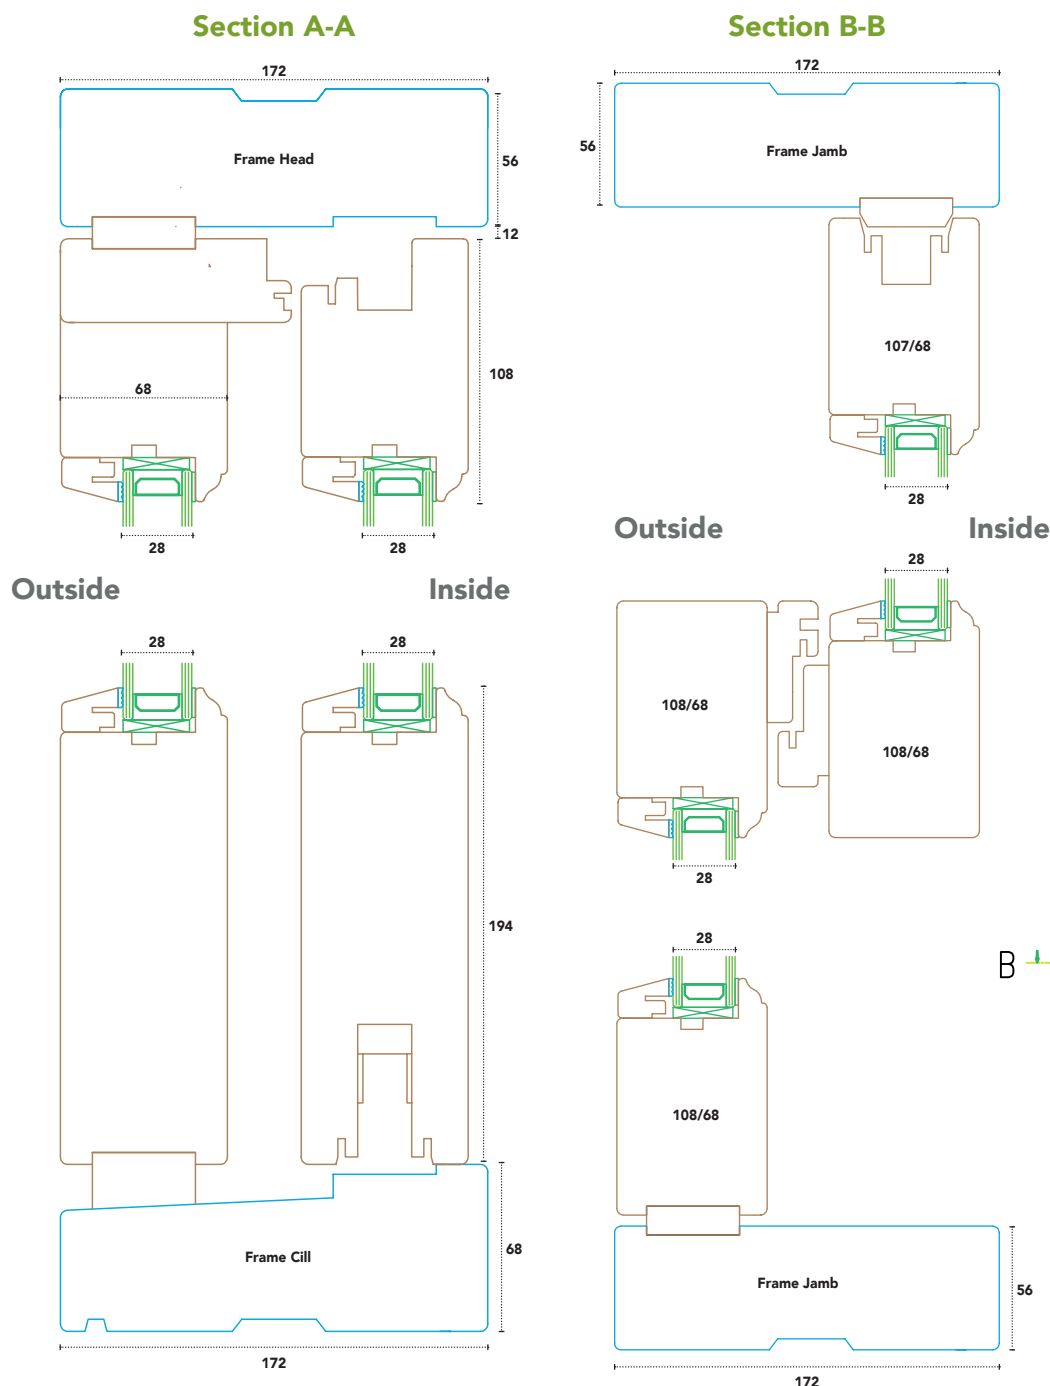 Section A-A
172
Frame Head
56
12
68
108
28
28
Outside
Inside
28
28
194
Frame Cill
68
172
Section B-B
172
56
Frame Jamb
107/68
28
Outside
Inside
28
108/68
108/68
28
28
B
108/68
Frame Jamb
56
172